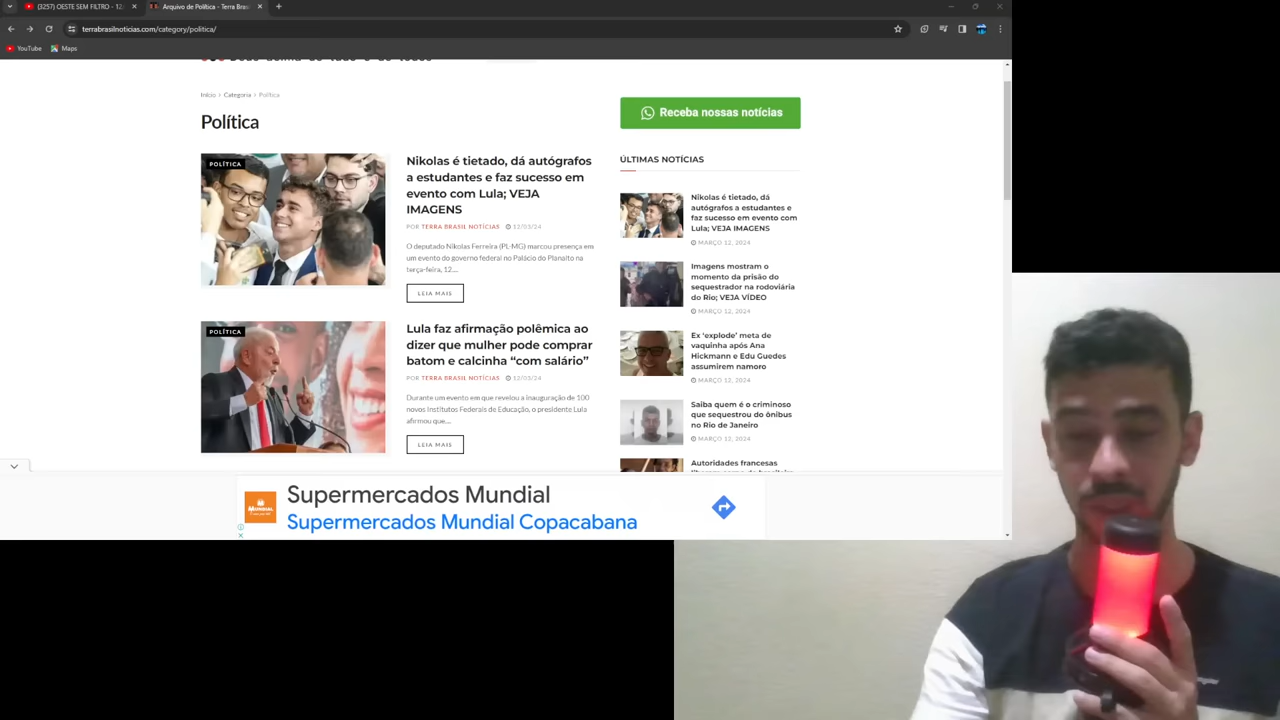 (3257) OESTE SEM FILTRO - 12
Arquivo de Política - Terra Bras
terrabrasilnoticias.com/category/politica/
YouTube
Maps
Início > Categoria > Política
Política
POLÍTICA
Nikolas é tietado, dá autógrafos
a estudantes e faz sucesso em
evento com Lula; VEJA
IMAGENS
POR TERRA BRASIL NOTÍCIAS 12/03/24
O deputado Nikolas Ferreira (PL-MG) marcou presença em
um evento do governo federal no Palácio do Planalto na
terça-feira, 12....
LEIA MAIS
POLÍTICA
Lula faz afirmação polêmica ao
dizer que mulher pode comprar
batom e calcinha “com salário”
POR TERRA BRASIL NOTÍCIAS 12/03/24
Durante um evento em que revelou a inauguração de 100
novos Institutos Federais de Educação, o presidente Lula
afirmou que....
LEIA MAIS
Receba nossas notícias
ÚLTIMAS NOTÍCIAS
Nikolas é tietado, dá
autógrafos a estudantes e
faz sucesso em evento com
Lula; VEJA IMAGENS
MARÇO 12, 2024
Imagens mostram o
momento da prisão do
sequestrador na rodoviária
do Rio; VEJA VÍDEO
MARÇO 12, 2024
Ex ‘explode’ meta de
vaquinha após Ana
Hickmann e Edu Guedes
assumirem namoro
MARÇO 12, 2024
Saiba quem é o criminoso
que sequestrou do ônibus
no Rio de Janeiro
MARÇO 12, 2024
Autoridades francesas
MUNDIAL
Supermercados Mundial
Supermercados Mundial Copacabana